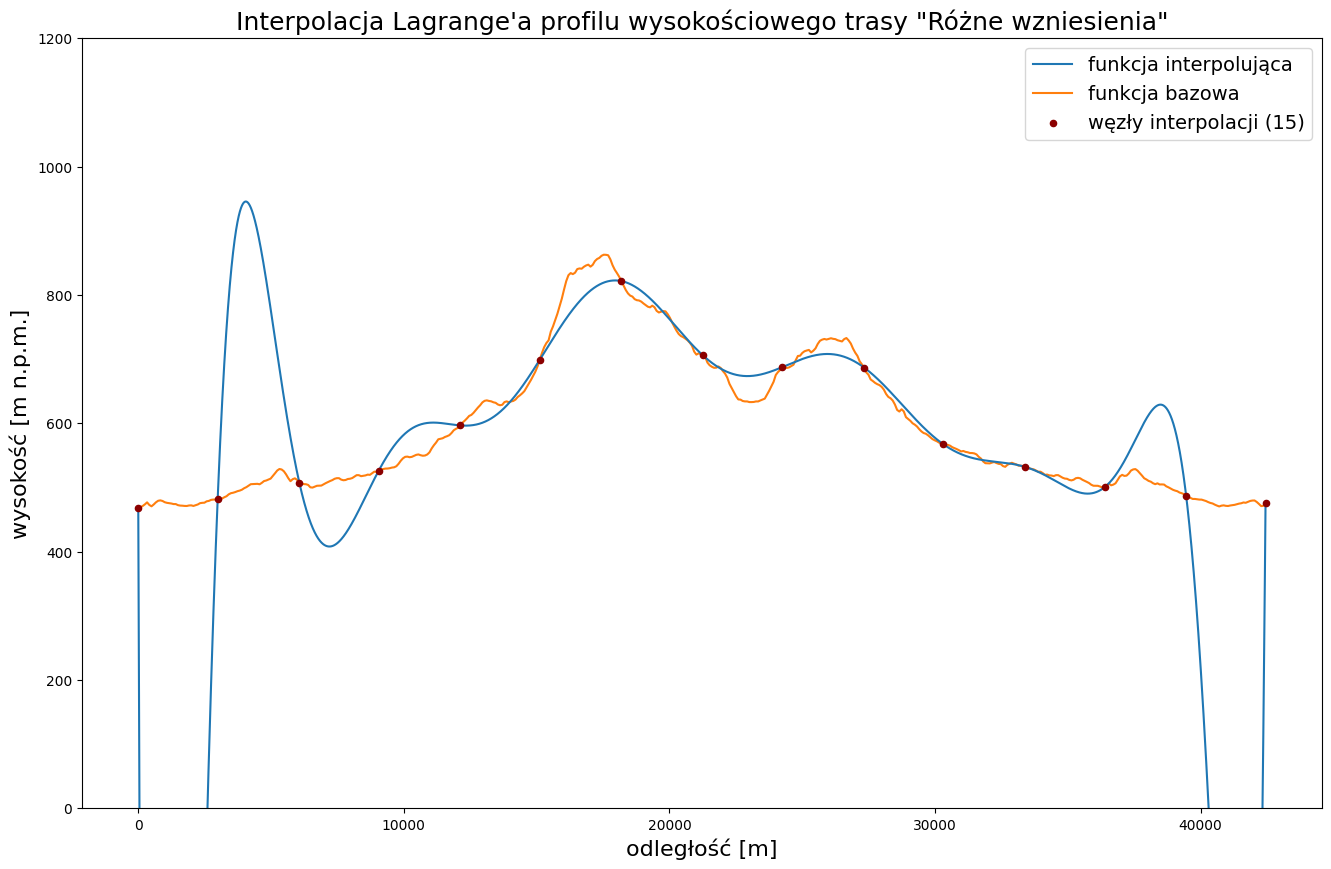 Interpolacja Lagrange'a profilu wysokościowego trasy "Różne wzniesienia"
1200
1000
800
600
400
200
0
wysokość [m n.p.m.]
funkcja interpolująca
funkcja bazowa
węzły interpolacji (15)
0 10000 20000 30000 40000
odległość [m]